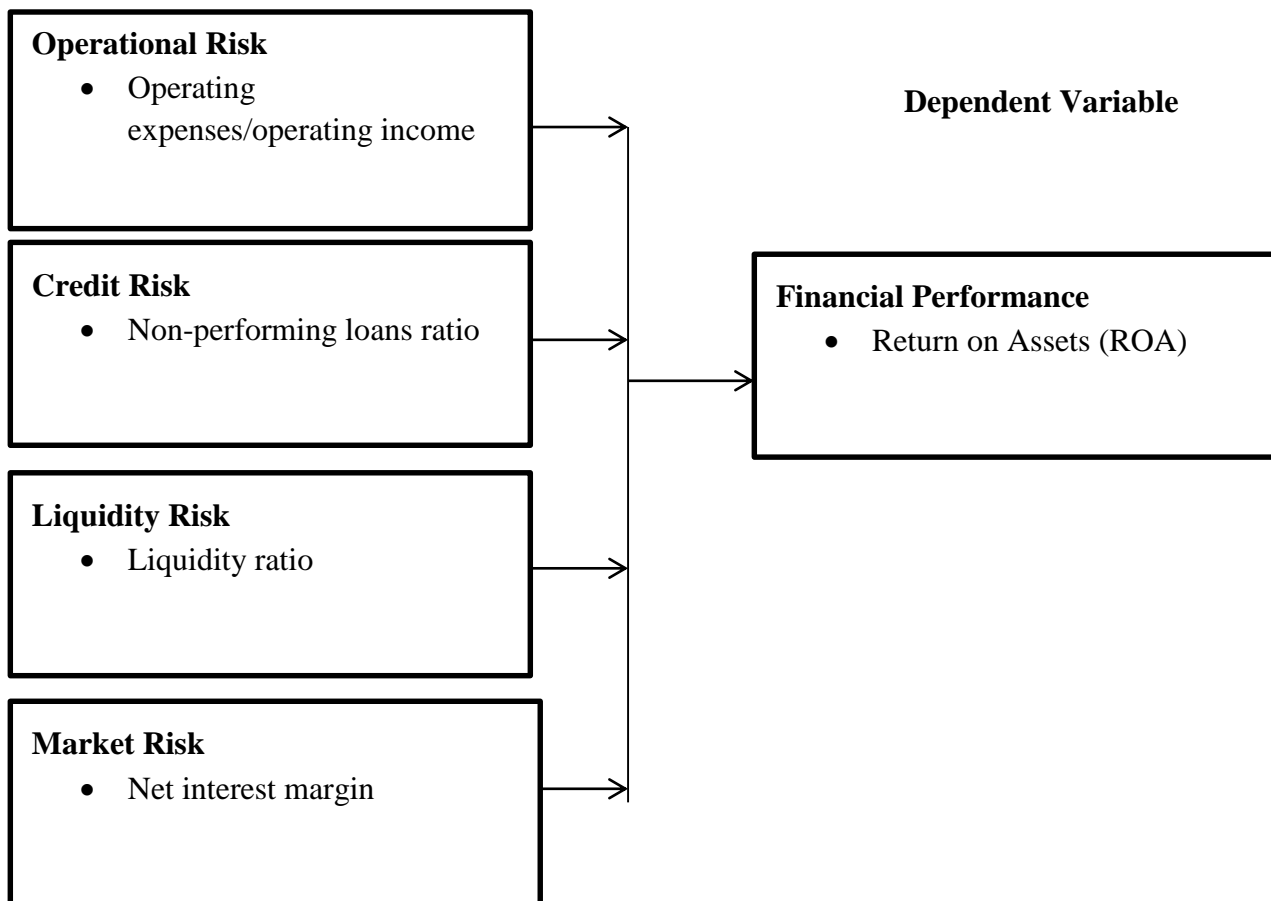 Operational Risk
• Operating
expenses/operating income
Dependent Variable
Credit Risk
• Non-performing loans ratio
Financial Performance
• Return on Assets (ROA)
Liquidity Risk
• Liquidity ratio
Market Risk
• Net interest margin